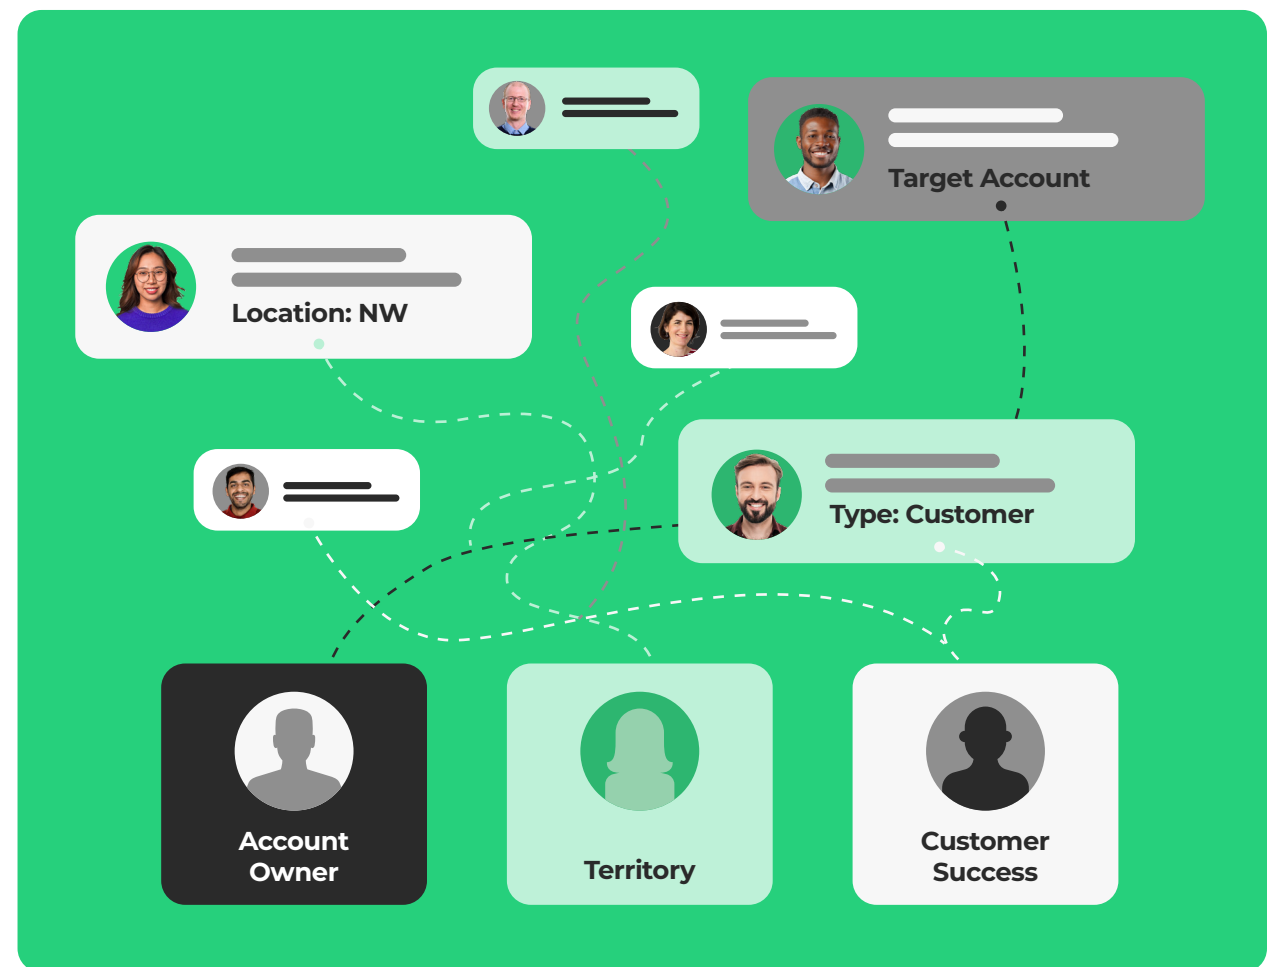 Target Account
Location: NW
Type: Customer
Account
Owner
Territory
Customer
Success